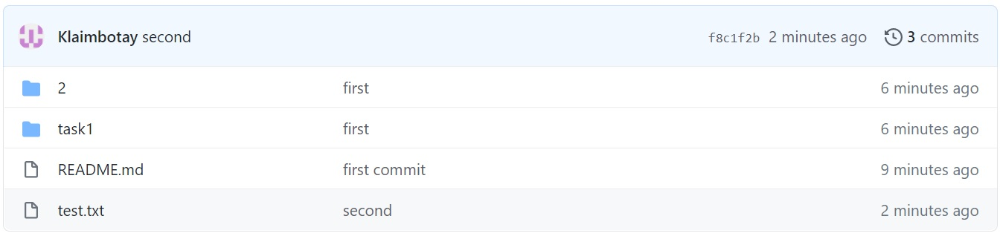 Klaimbotay second f8c1f2b 2 minutes ago 3 commits
2 first 6 minutes ago
task1 first 6 minutes ago
README.md first commit 9 minutes ago
test.txt second 2 minutes ago